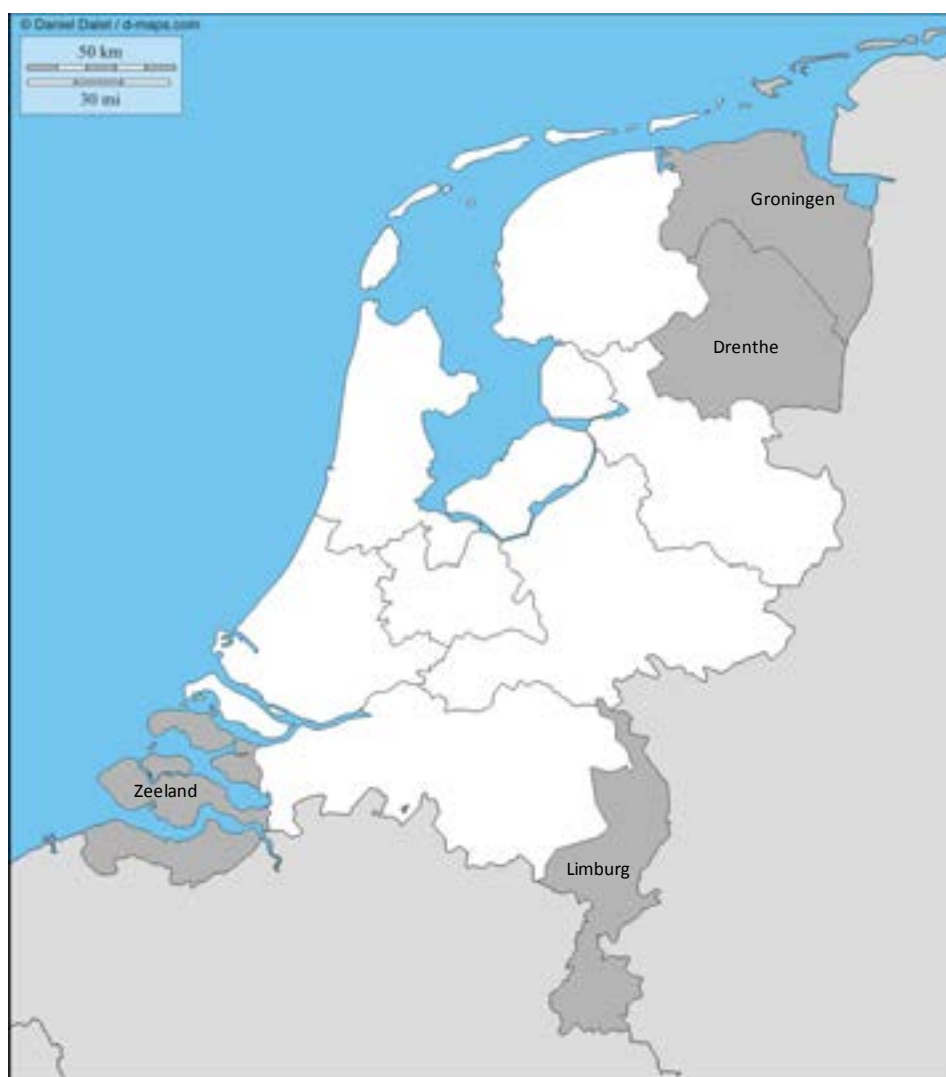 © Daniel Dalet / d-maps.com
50 km
30 mi
Groningen
Drenthe
Zeeland
Limburg